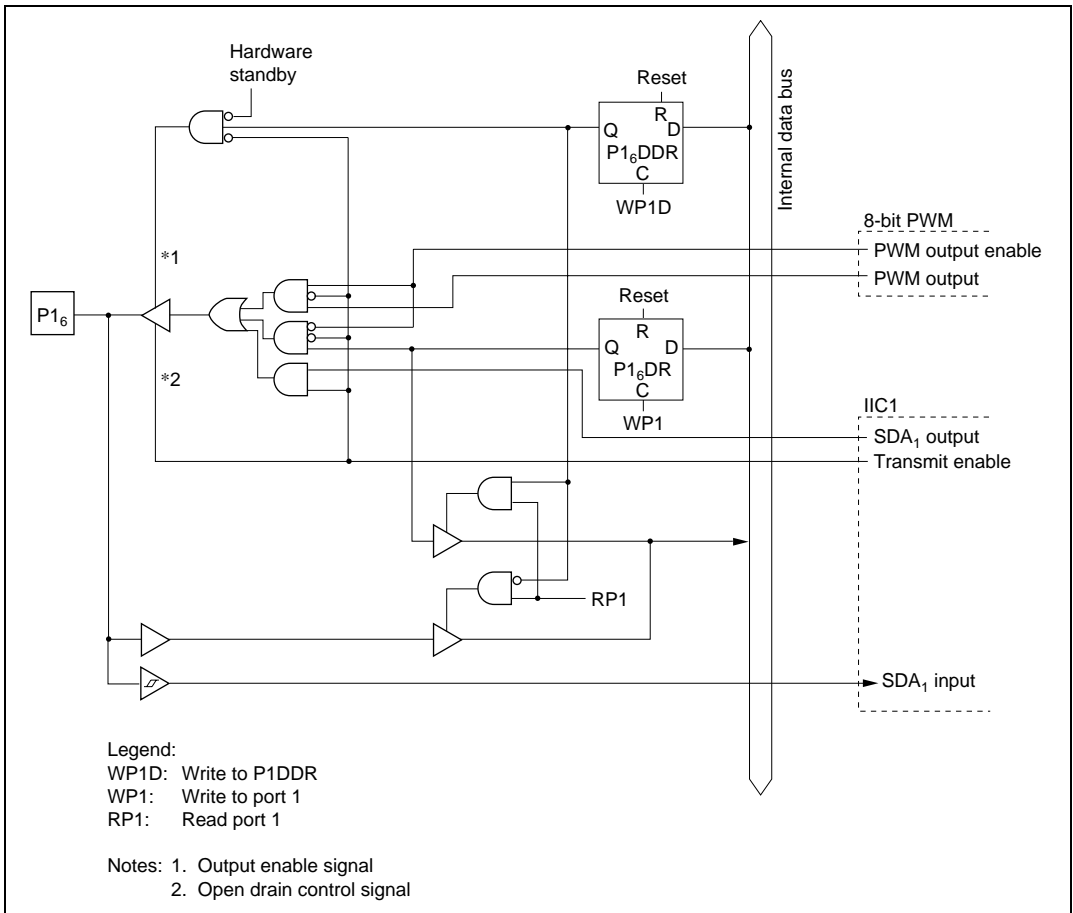 Hardware
standby
Reset
R
Q D
P1₆DDR
C
WP1D
Internal data bus
8-bit PWM
PWM output enable
PWM output
*1
P1₆
Reset
R
Q D
P1₆DR
C
WP1
*2
IIC1
SDA₁ output
Transmit enable
RP1
SDA₁ input
Legend:
WP1D: Write to P1DDR
WP1: Write to port 1
RP1: Read port 1
Notes: 1. Output enable signal
2. Open drain control signal